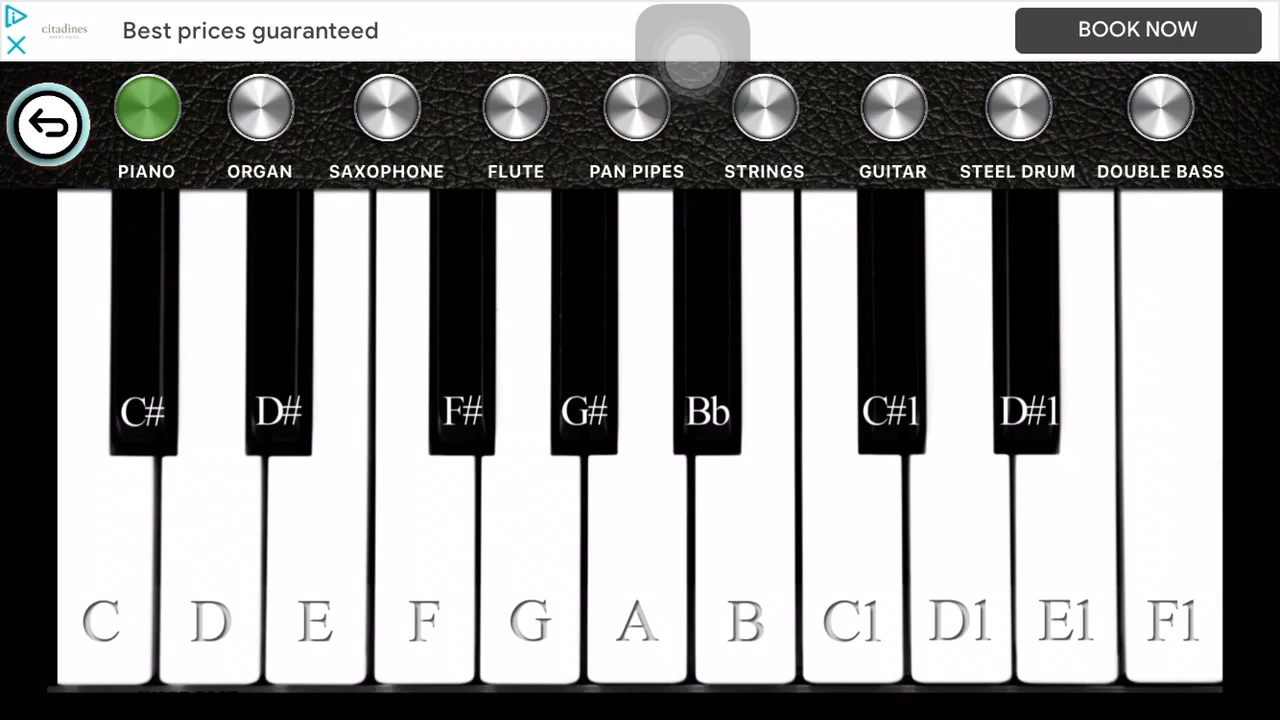 citadines
Best prices guaranteed
BOOK NOW
PIANO ORGAN SAXOPHONE FLUTE PAN PIPES STRINGS GUITAR STEEL DRUM DOUBLE BASS
C# D# F# G# Bb C#1 D#1
C D E F G A B C1 D1 E1 F1